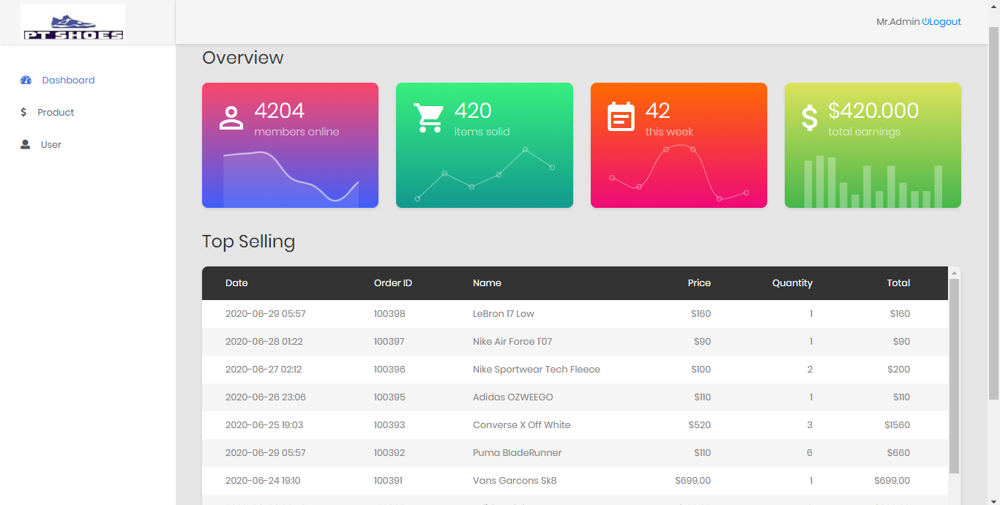 PT SHOES
Mr.Admin Logout
Dashboard
Product
User
Overview
4204
members online
420
items solid
42
this week
$420.000
total earnings
Top Selling
Date Order ID Name Price Quantity Total
2020-06-29 05:57 100398 LeBron 17 Low $160 1 $160
2020-06-28 01:22 100397 Nike Air Force 1'07 $90 1 $90
2020-06-27 02:12 100396 Nike Sportwear Tech Fleece $100 2 $200
2020-06-26 23:06 100395 Adidas OZWEEGO $110 1 $110
2020-06-25 19:03 100393 Converse X Off White $520 3 $1560
2020-06-29 05:57 100392 Puma BladeRunner $110 6 $660
2020-06-24 19:10 100391 Vans Garcons Sk8 $699.00 1 $699.00